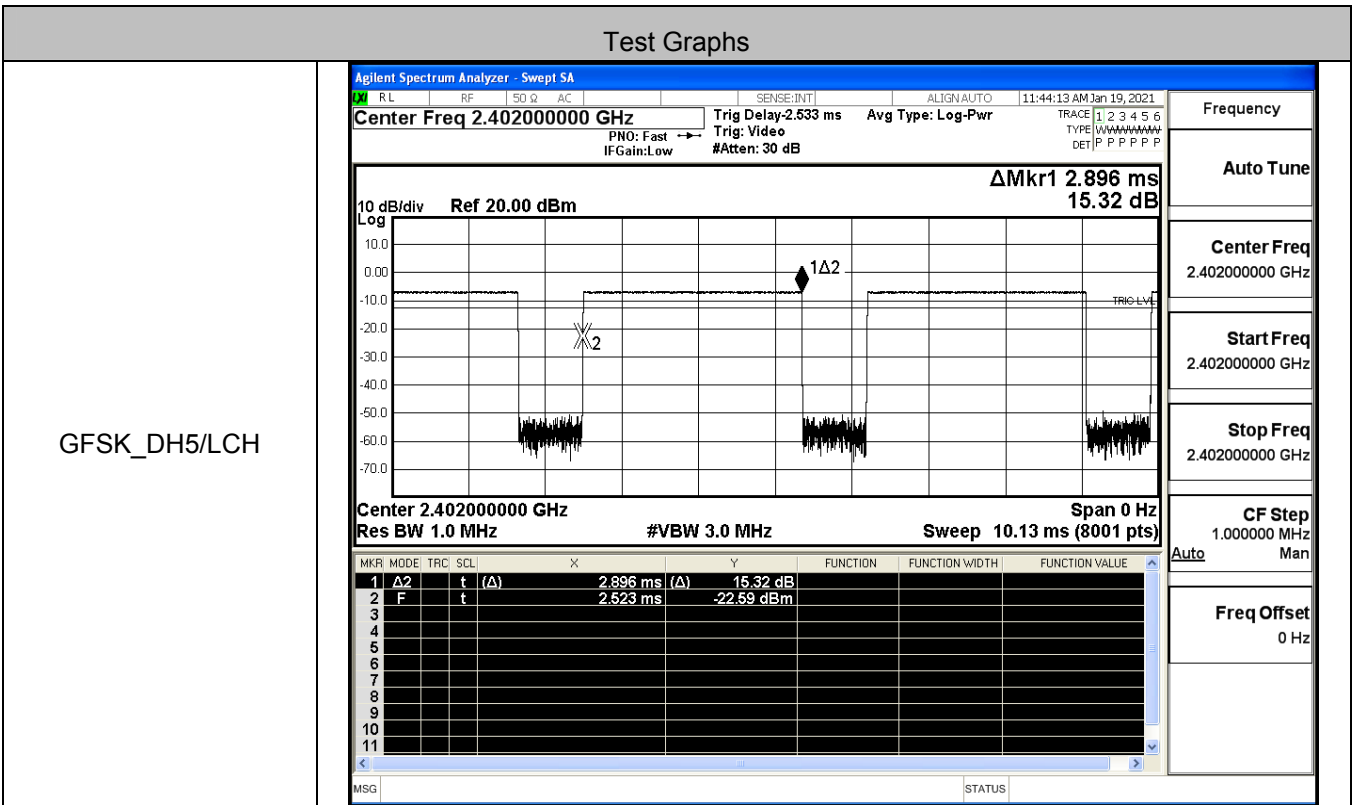 Test Graphs
GFSK_DH5/LCH
Agilent Spectrum Analyzer - Swept SA
LXI RL RF 50 Ω AC SENSE:INT ALIGN AUTO 11:44:13 AM Jan 19, 2021
Center Freq 2.402000000 GHz
PNO: Fast
IFGain:Low
Trig Delay-2.533 ms
Trig: Video
#Atten: 30 dB
Avg Type: Log-Pwr
TRACE 1 2 3 4 5 6
TYPE WWWWWW
DET P P P P P P
ΔMkr1 2.896 ms
15.32 dB
10 dB/div Ref 20.00 dBm
Log
10.0
0.00
-10.0
-20.0
-30.0
-40.0
-50.0
-60.0
-70.0
1Δ2
2
TRIG LVL
Center 2.402000000 GHz Span 0 Hz
Res BW 1.0 MHz #VBW 3.0 MHz Sweep 10.13 ms (8001 pts)
MKR MODE TRC SCL X Y FUNCTION FUNCTION WIDTH FUNCTION VALUE
1 Δ2 t (Δ) 2.896 ms (Δ) 15.32 dB
2 F t 2.523 ms -22.59 dBm
3
4
5
6
7
8
9
10
11
MSG STATUS
Frequency
Auto Tune
Center Freq
2.402000000 GHz
Start Freq
2.402000000 GHz
Stop Freq
2.402000000 GHz
CF Step
1.000000 MHz
Auto Man
Freq Offset
0 Hz